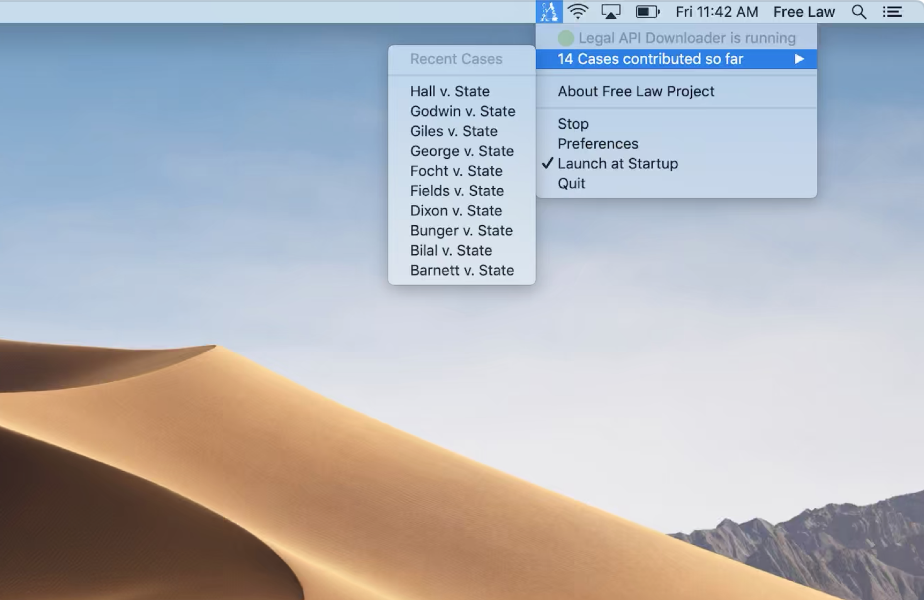 Fri 11:42 AM Free Law
Legal API Downloader is running
14 Cases contributed so far
About Free Law Project
Stop
Preferences
Launch at Startup
Quit
Recent Cases
Hall v. State
Godwin v. State
Giles v. State
George v. State
Focht v. State
Fields v. State
Dixon v. State
Bunger v. State
Bilal v. State
Barnett v. State